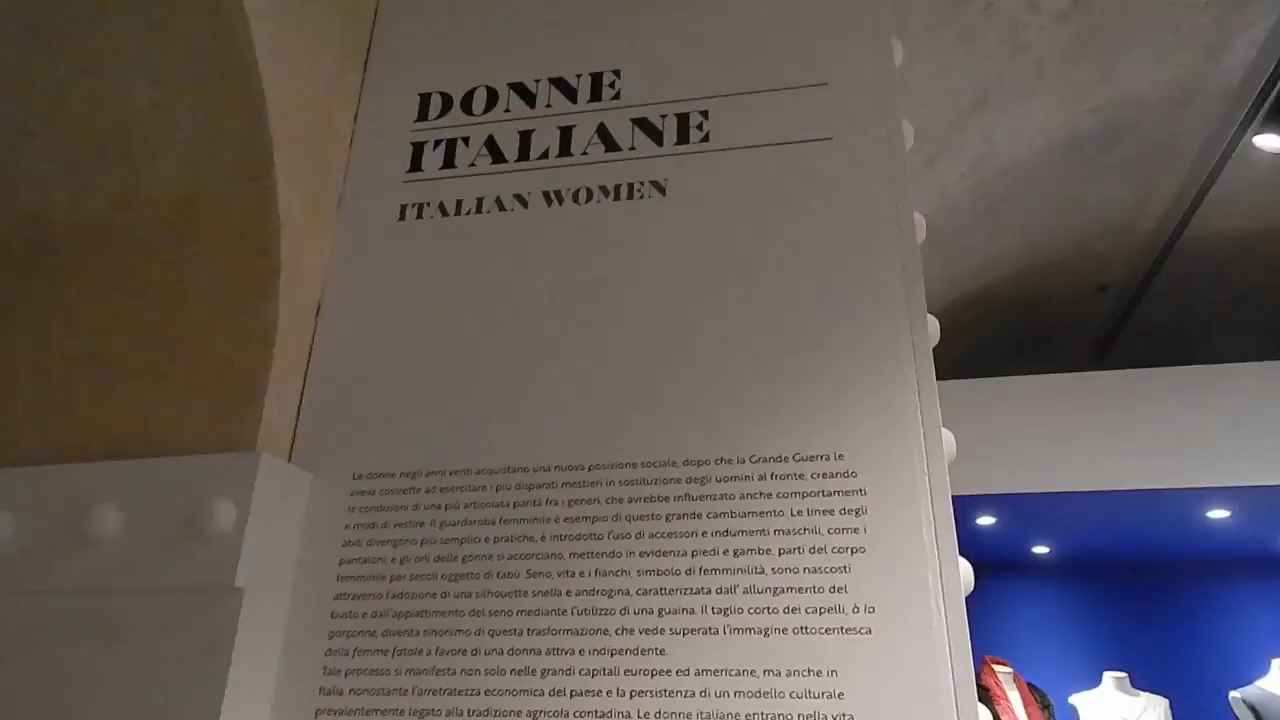 DONNE
ITALIANE
ITALIAN WOMEN
Le donne negli anni venti acquistano una nuova posizione sociale, dopo che la Grande Guerra le
aveva costrette ad esercitare i più disparati mestieri in sostituzione degli uomini al fronte, creando
le condizioni di una più articolata parità fra i generi, che avrebbe influenzato anche comportamenti
e modi di vestire. Il guardaroba femminile è esempio di questo grande cambiamento. Le linee degli
abiti divengono più semplici e pratiche, è introdotto l'uso di accessori e indumenti maschili, come i
pantaloni, e gli orli delle gonne si accorciano, mettendo in evidenza piedi e gambe, parti del corpo
femminile per secoli oggetto di tabù. Seno, vita e i fianchi, simbolo di femminilità, sono nascosti
attraverso l'adozione di una silhouette snella e androgina, caratterizzata dall' allungamento del
busto e dall'appiattimento del seno mediante l'utilizzo di una guaina. Il taglio corto dei capelli, à la
garçonne, diventa sinonimo di questa trasformazione, che vede superata l'immagine ottocentesca
della femme fatale a favore di una donna attiva e indipendente.
Tale processo si manifesta non solo nelle grandi capitali europee ed americane, ma anche in
Italia, nonostante l'arretratezza economica del paese e la persistenza di un modello culturale
prevalentemente legato alla tradizione agricola contadina. Le donne italiane entrano nella vita